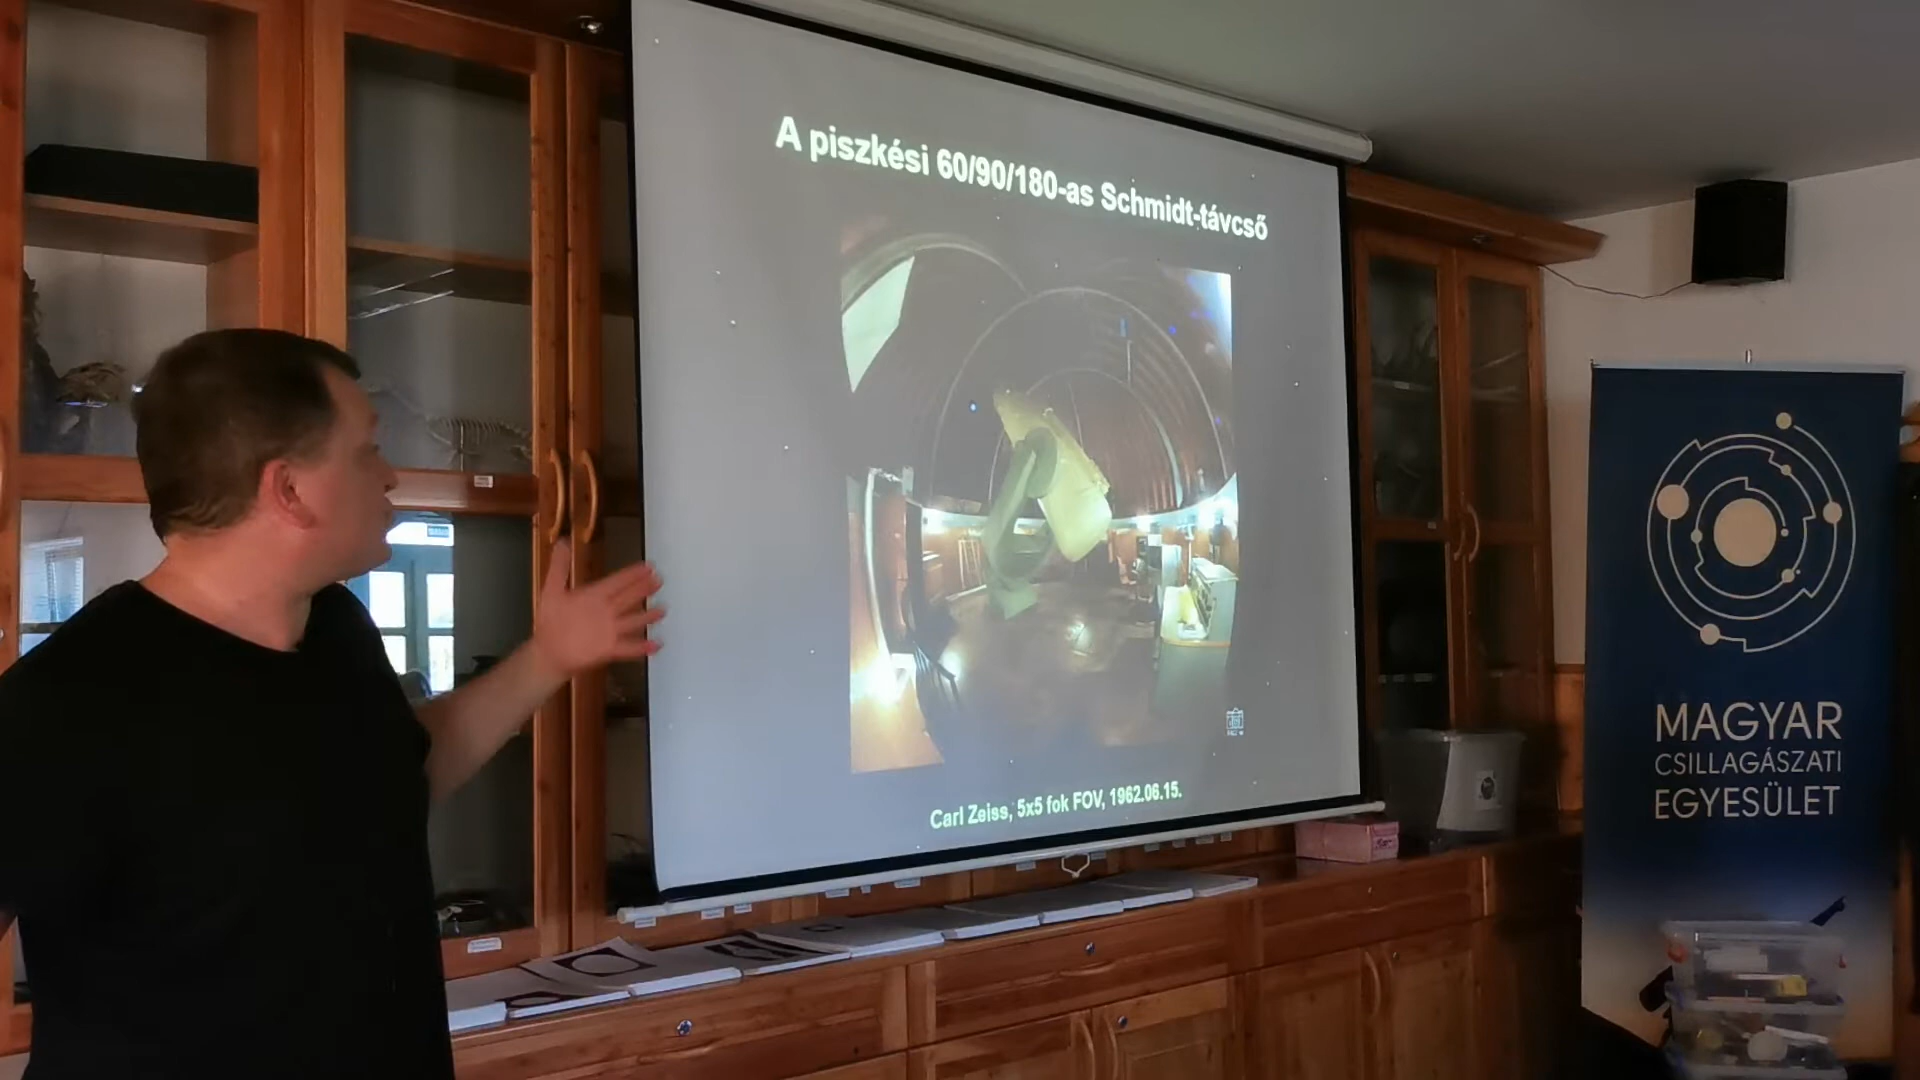 A piszkési 60/90/180-as Schmidt-távcső
Carl Zeiss, 5x5 fok FOV, 1962.06.15.
MAGYAR
CSILLAGÁSZATI
EGYESÜLET